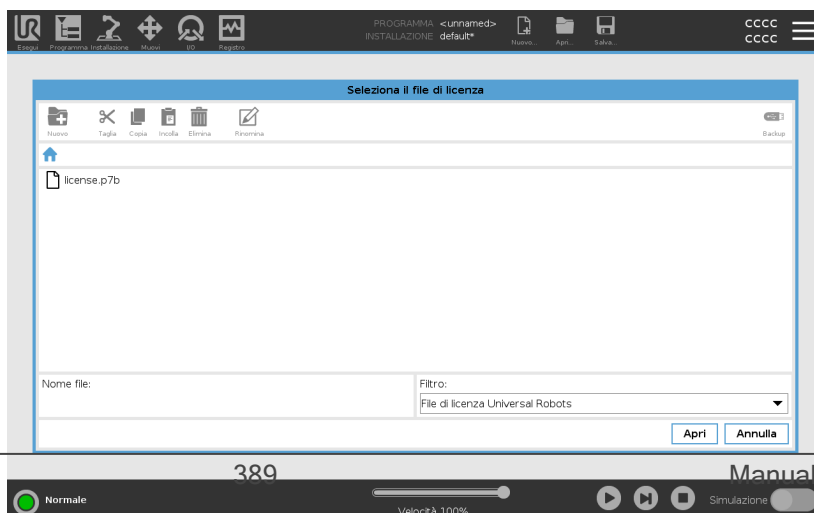 PROGRAMMA <unnamed>
INSTALLAZIONE default*
cccc
cccc
Esegui Programma Installazione Muovi I/O Registro
Nuovo... Apri... Salva...
Seleziona il file di licenza
Nuovo Taglia Copia Incolla Elimina Rinomina Backup
license.p7b
Nome file:
Filtro:
File di licenza Universal Robots
Apri Annulla
389 Manual
Normale
Velocità 100%
Simulazione